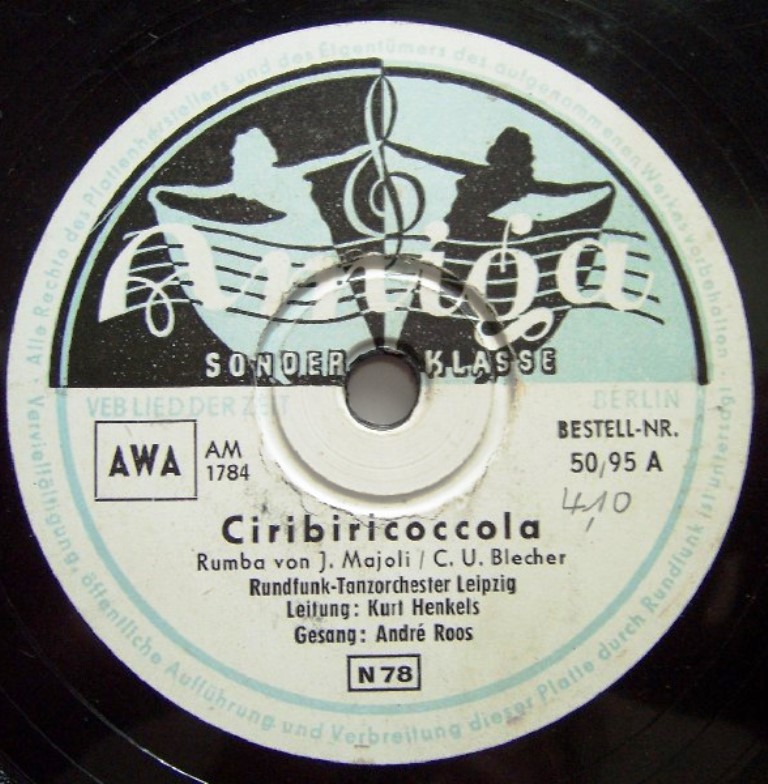 Alle Rechte des Plattenherstellers und des Eigentümers des aufgenommenen Werkes vorbehalten · Vervielfältigung, öffentliche Aufführung und Verbreitung dieser Platte durch Rundfunk ist untersagt ·
Amiga
SONDER KLASSE
VEB LIED DER ZEIT BERLIN
AWA
AM
1784
BESTELL-NR.
50/95 A
4,10
Ciribiricoccola
Rumba von J. Majoli / C. U. Blecher
Rundfunk-Tanzorchester Leipzig
Leitung: Kurt Henkels
Gesang: André Roos
N 78